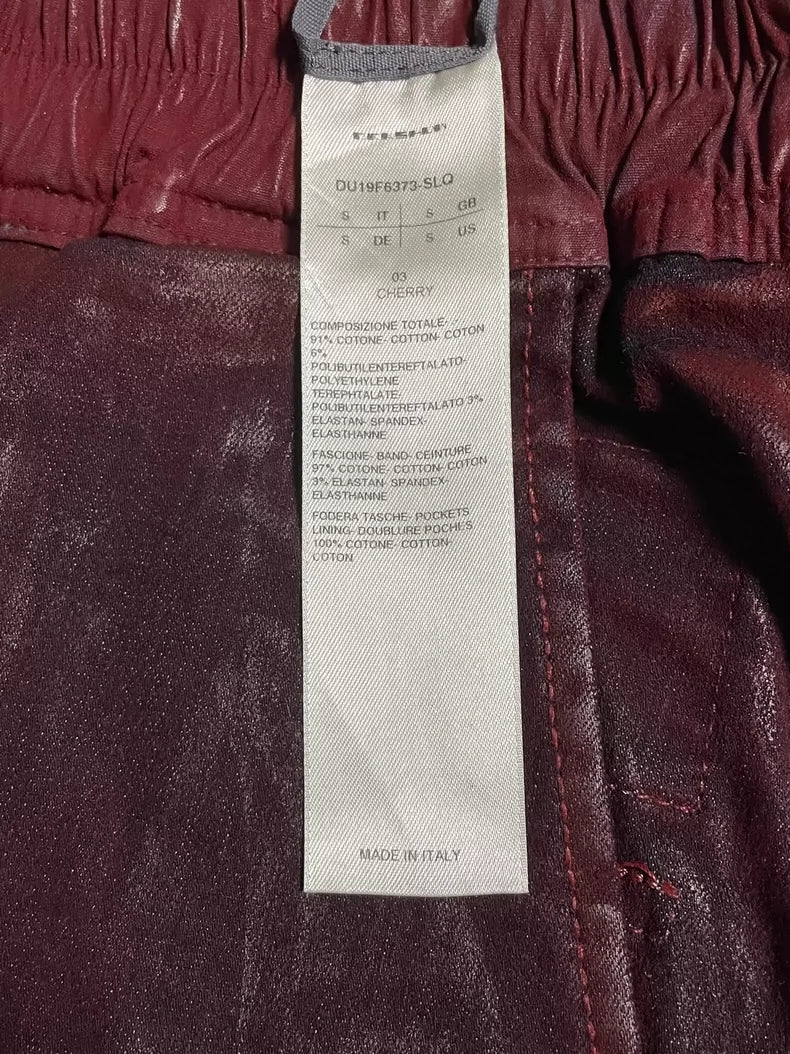 DU19F6373-SLQ
S IT S GB
S DE S US
03
CHERRY
COMPOSIZIONE TOTALE- -
91% COTONE- COTTON- COTON
6%
POLIBUTILENTEREFTALATO-
POLYETHYLENE
TEREPHTALATE-
POLIBUTILENTEREFTALATO 3%
ELASTAN- SPANDEX-
ELASTHANNE
FASCIONE- BAND- CEINTURE
97% COTONE- COTTON- COTON
3% ELASTAN- SPANDEX-
ELASTHANNE
FODERA TASCHE- POCKETS
LINING- DOUBLURE POCHES
100% COTONE- COTTON-
COTON
MADE IN ITALY